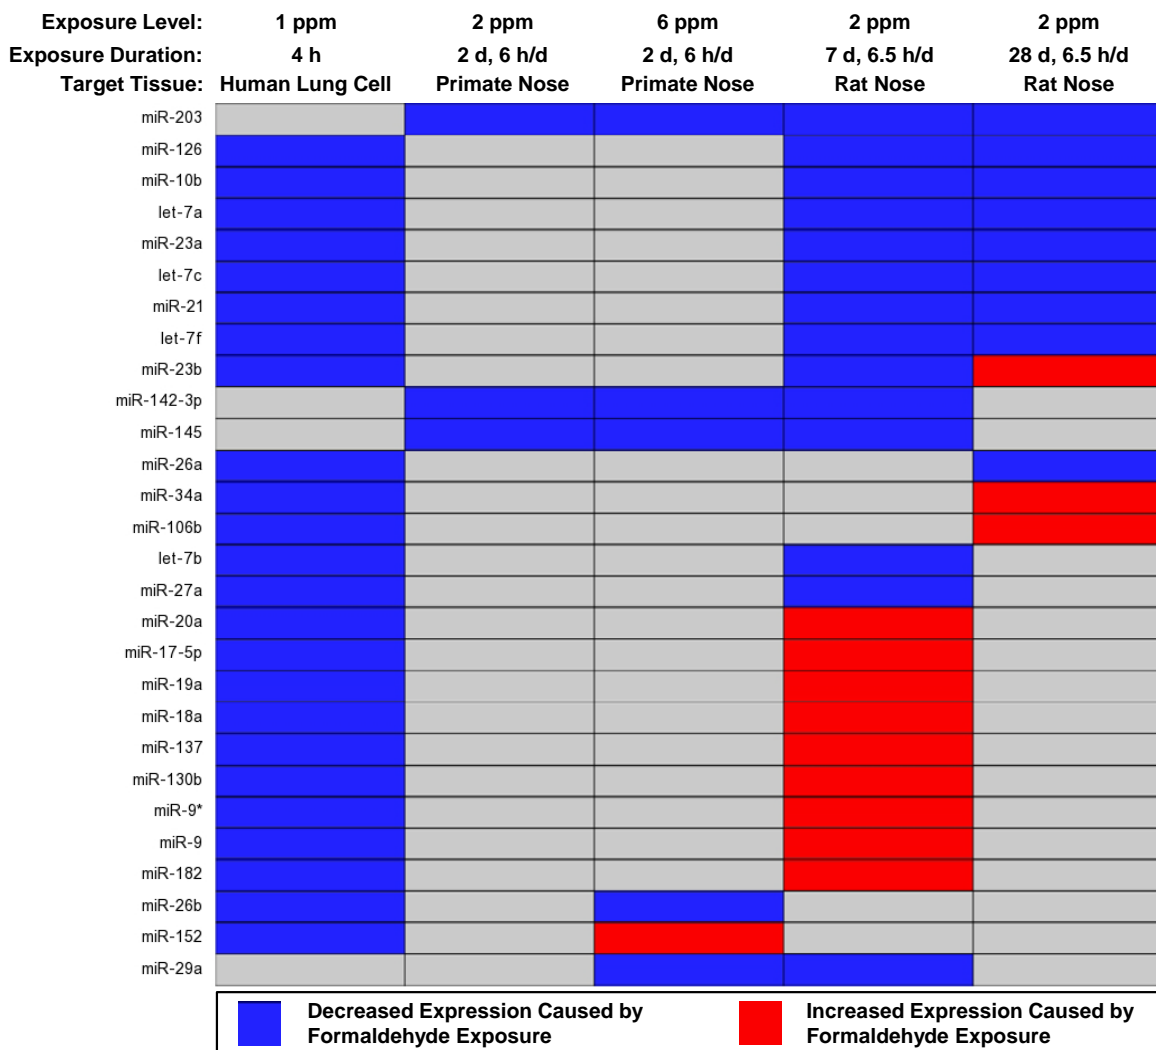 Exposure Level: 1 ppm 2 ppm 6 ppm 2 ppm 2 ppm
Exposure Duration: 4 h 2 d, 6 h/d 2 d, 6 h/d 7 d, 6.5 h/d 28 d, 6.5 h/d
Target Tissue: Human Lung Cell Primate Nose Primate Nose Rat Nose Rat Nose
miR-203
miR-126
miR-10b
let-7a
miR-23a
let-7c
miR-21
let-7f
miR-23b
miR-142-3p
miR-145
miR-26a
miR-34a
miR-106b
let-7b
miR-27a
miR-20a
miR-17-5p
miR-19a
miR-18a
miR-137
miR-130b
miR-9*
miR-9
miR-182
miR-26b
miR-152
miR-29a
Decreased Expression Caused by
Formaldehyde Exposure
Increased Expression Caused by
Formaldehyde Exposure